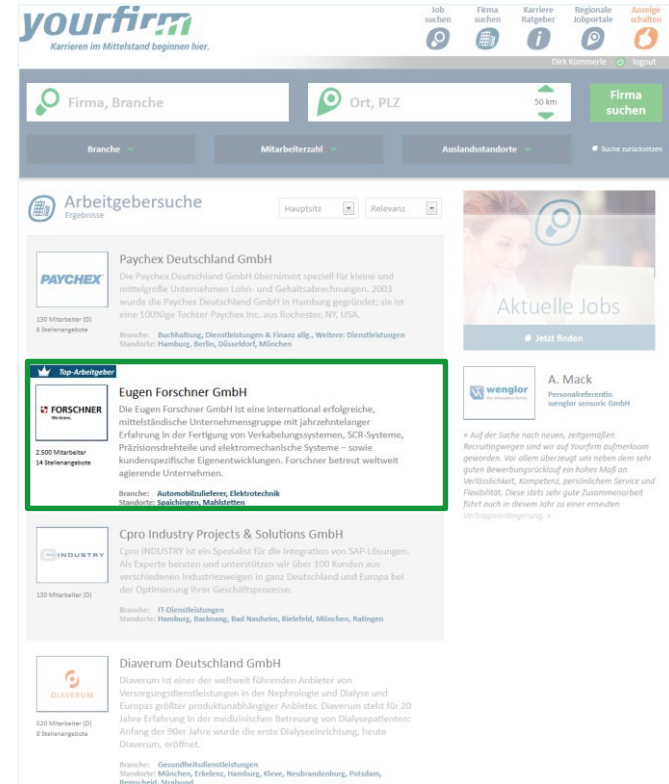 yourfirm
Karrieren im Mittelstand beginnen hier.
Job suchen
Firma suchen
Karriere Ratgeber
Regionale Jobportale
Anzeige schalten
Dirk Kümmerle logout
Firma, Branche
Ort, PLZ
50 km
Firma suchen
Branche
Mitarbeiterzahl
Auslandsstandorte
Suche zurücksetzen
Arbeitgebersuche
Ergebnisse
Hauptsitz
Relevanz
PAYCHEX
130 Mitarbeiter (D)
6 Stellenangebote
Paychex Deutschland GmbH
Die Paychex Deutschland GmbH übernimmt speziell für kleine und
mittelgroße Unternehmen Lohn- und Gehaltsabrechnungen. 2003
wurde die Paychex Deutschland GmbH in Hamburg gegründet; sie ist
eine 100%ige Tochter Paychex Inc. aus Rochester, NY, USA.
Branche: Buchhaltung, Dienstleistungen & Finanz allg., Weitere: Dienstleistungen
Standorte: Hamburg, Berlin, Düsseldorf, München
Top-Arbeitgeber
FORSCHNER
We know.
2.500 Mitarbeiter
14 Stellenangebote
Eugen Forschner GmbH
Die Eugen Forschner GmbH ist eine international erfolgreiche,
mittelständische Unternehmensgruppe mit jahrzehntelanger
Erfahrung in der Fertigung von Verkabelungssystemen, SCR-Systeme,
Präzisionsdrehteile und elektromechanische Systeme – sowie
kundenspezifische Eigenentwicklungen. Forschner betreut weltweit
agierende Unternehmen.
Branche: Automobilzulieferer, Elektrotechnik
Standorte: Spaichingen, Mahlstetten
INDUSTRY
130 Mitarbeiter (D)
Cpro Industry Projects & Solutions GmbH
Cpro INDUSTRY ist ein Spezialist für die Integration von SAP-Lösungen.
Als Experte beraten und unterstützen wir über 100 Kunden aus
verschiedenen Industriezweigen in ganz Deutschland und Europa bei
der Optimierung ihrer Geschäftsprozesse.
Branche: IT-Dienstleistungen
Standorte: Hamburg, Backnang, Bad Nauheim, Bielefeld, München, Ratingen
DIAVERUM
520 Mitarbeiter (D)
8 Stellenangebote
Diaverum Deutschland GmbH
Diaverum ist einer der weltweit führenden Anbieter von
Versorgungsdienstleistungen in der Nephrologie und Dialyse und
Europas größter produktunabhängiger Anbieter. Diaverum steht für 20
Jahre Erfahrung in der medizinischen Betreuung von Dialysepatienten:
Anfang der 90er Jahre wurde die erste Dialyseeinrichtung, heute
Diaverum, eröffnet.
Branche: Gesundheitsdienstleistungen
Standorte: München, Erkelenz, Hamburg, Kleve, Neubrandenburg, Potsdam,
Remscheid, Stralsund
Aktuelle Jobs
Jetzt finden
wenglor
the innovative family
A. Mack
Personalreferentin
wenglor sensoric GmbH
« Auf der Suche nach neuen, zeitgemäßen
Recruitingwegen sind wir auf Yourfirm aufmerksam
geworden. Vor allem überzeugt uns neben dem sehr
guten Bewerbungsrücklauf ein hohes Maß an
Verlässlichkeit, Kompetenz, persönlichem Service und
Flexibilität. Diese stets sehr gute Zusammenarbeit
führt auch in diesem Jahr zu einer erneuten
Vertragsverlängerung. »